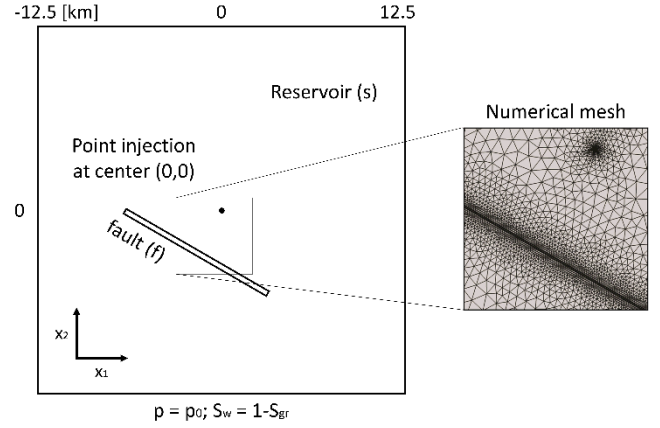 -12.5 [km] 0 12.5
Reservoir (s)
Numerical mesh
Point injection
at center (0,0)
0
fault (f)
x₂
x₁
p = p₀; Sw = 1-Sgr